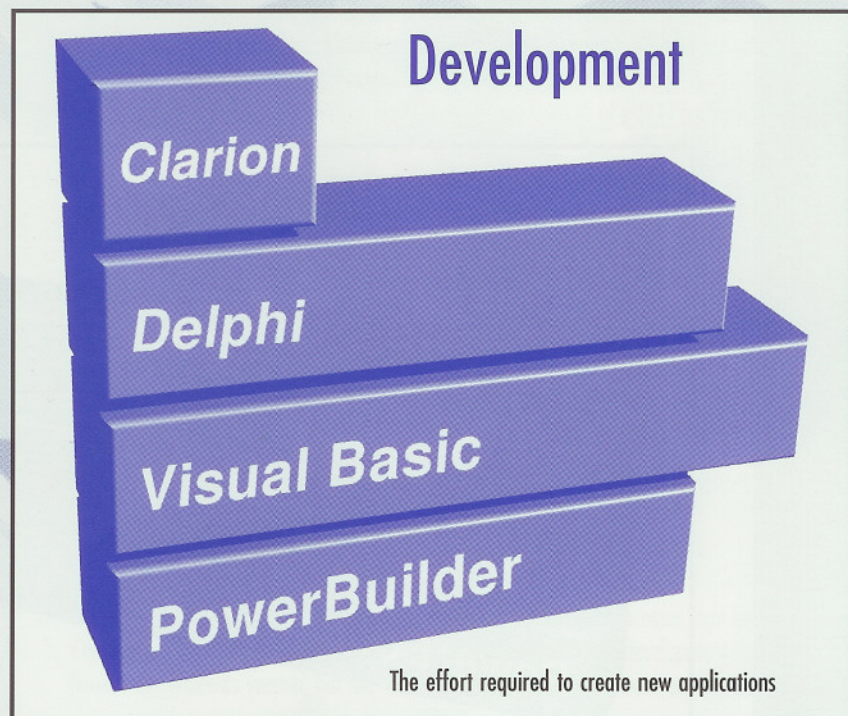 Development
Clarion
Delphi
Visual Basic
PowerBuilder
The effort required to create new applications